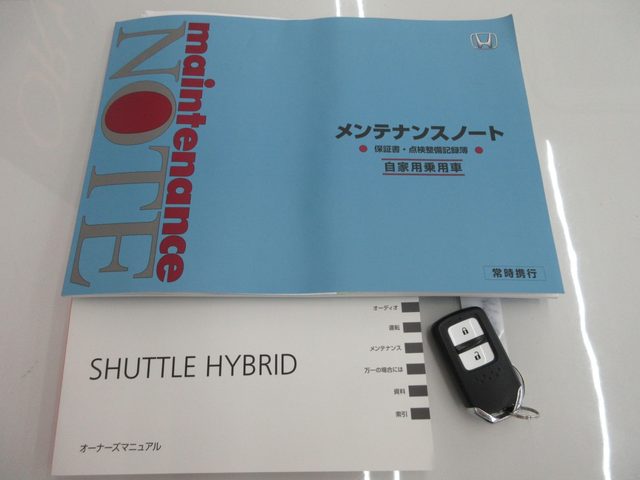 maintenance
NOTE
メンテナンスノート
● 保証書・点検整備記録簿 ●
自家用乗用車
常時携行
オーディオ
運転
メンテナンス
万一の場合には
資料
索引
SHUTTLE HYBRID
オーナーズマニュアル